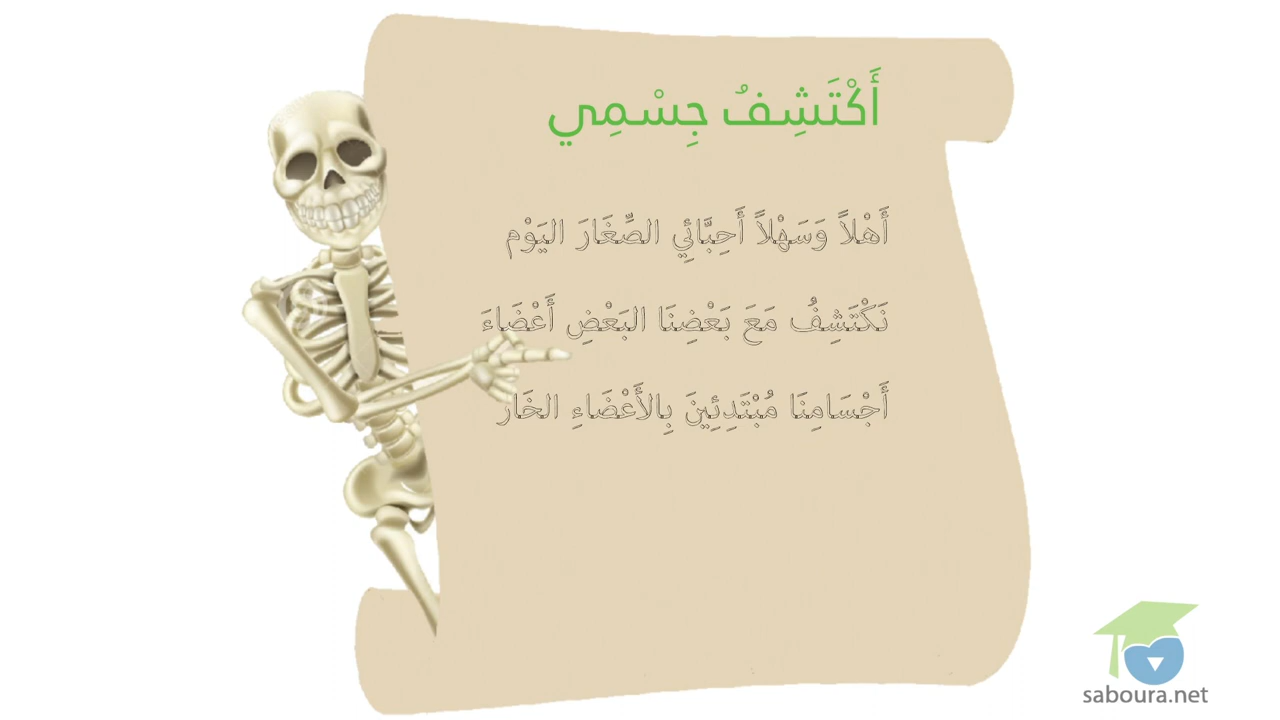 أَكْتَشِفُ جِسْمِي
أَهْلاً وَسَهْلاً أَحِبَّائِي الصِّغَارَ اليَوْم
نَكْتَشِفُ مَعَ بَعْضِنَا البَعْضِ أَعْضَاءَ
أَجْسَامِنَا مُبْتَدِئِينَ بِالأَعْضَاءِ الخَار
saboura.net